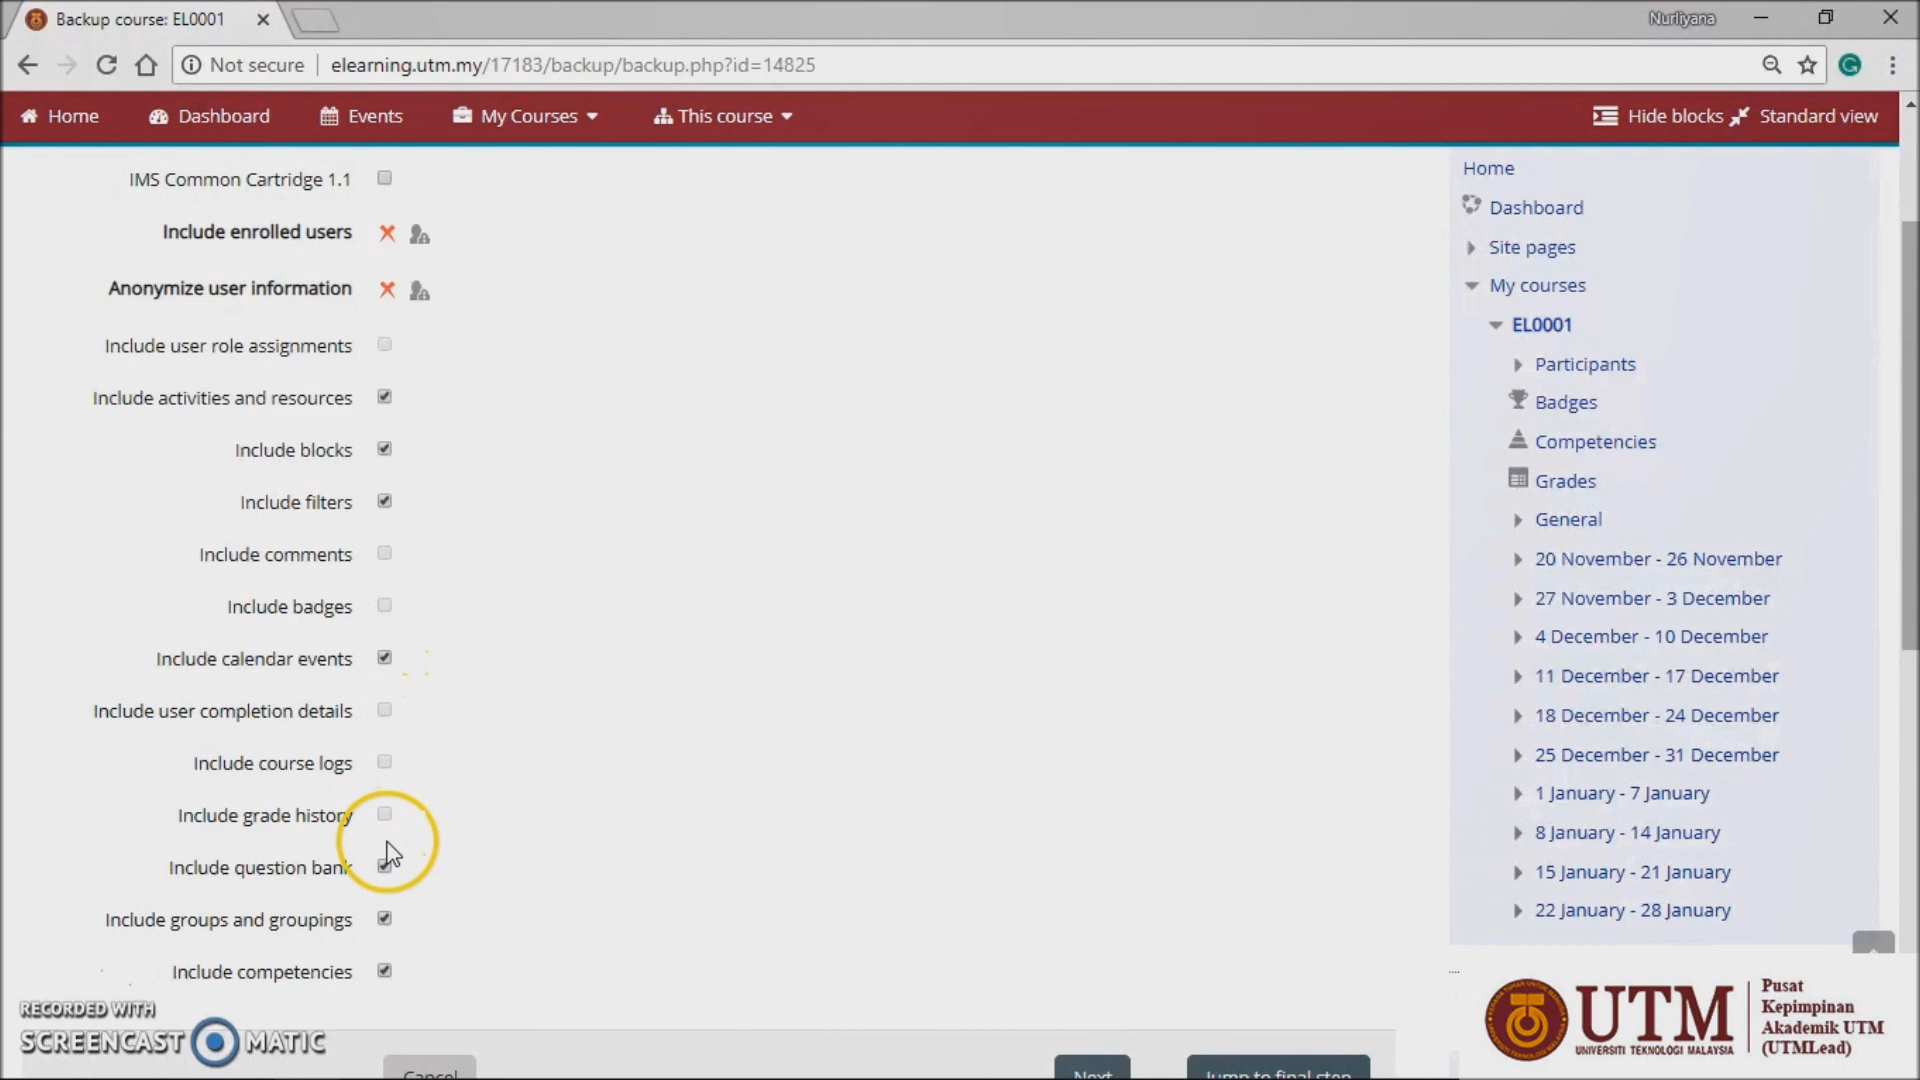 Backup course: EL0001
Nurliyana
Not secure
elearning.utm.my/17183/backup/backup.php?id=14825
Home
Dashboard
Events
My Courses
This course
Hide blocks
Standard view
IMS Common Cartridge 1.1
Include enrolled users
Anonymize user information
Include user role assignments
Include activities and resources
Include blocks
Include filters
Include comments
Include badges
Include calendar events
Include user completion details
Include course logs
Include grade history
Include question bank
Include groups and groupings
Include competencies
Cancel
Next
Jump to final step
Home
Dashboard
Site pages
My courses
EL0001
Participants
Badges
Competencies
Grades
General
20 November - 26 November
27 November - 3 December
4 December - 10 December
11 December - 17 December
18 December - 24 December
25 December - 31 December
1 January - 7 January
8 January - 14 January
15 January - 21 January
22 January - 28 January
RECORDED WITH
SCREENCAST MATIC
UTM
UNIVERSITI TEKNOLOGI MALAYSIA
Pusat
Kepimpinan
Akademik UTM
(UTMLead)